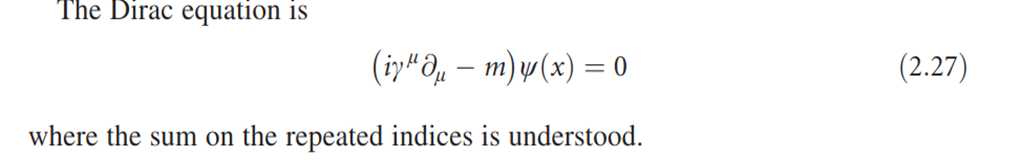 The Dirac equation is
(iγ^μ ∂_μ − m)ψ(x) = 0 (2.27)
where the sum on the repeated indices is understood.